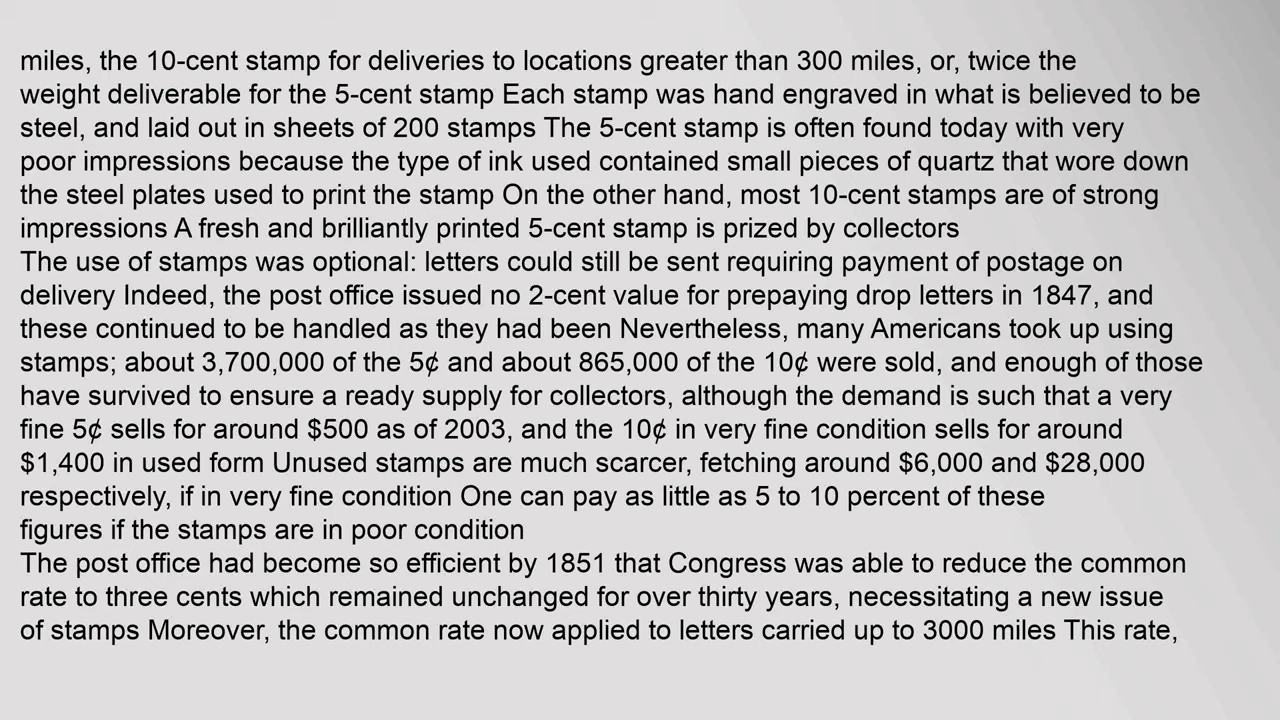 miles, the 10-cent stamp for deliveries to locations greater than 300 miles, or, twice the
weight deliverable for the 5-cent stamp Each stamp was hand engraved in what is believed to be
steel, and laid out in sheets of 200 stamps The 5-cent stamp is often found today with very
poor impressions because the type of ink used contained small pieces of quartz that wore down
the steel plates used to print the stamp On the other hand, most 10-cent stamps are of strong
impressions A fresh and brilliantly printed 5-cent stamp is prized by collectors
The use of stamps was optional: letters could still be sent requiring payment of postage on
delivery Indeed, the post office issued no 2-cent value for prepaying drop letters in 1847, and
these continued to be handled as they had been Nevertheless, many Americans took up using
stamps; about 3,700,000 of the 5¢ and about 865,000 of the 10¢ were sold, and enough of those
have survived to ensure a ready supply for collectors, although the demand is such that a very
fine 5¢ sells for around $500 as of 2003, and the 10¢ in very fine condition sells for around
$1,400 in used form Unused stamps are much scarcer, fetching around $6,000 and $28,000
respectively, if in very fine condition One can pay as little as 5 to 10 percent of these
figures if the stamps are in poor condition
The post office had become so efficient by 1851 that Congress was able to reduce the common
rate to three cents which remained unchanged for over thirty years, necessitating a new issue
of stamps Moreover, the common rate now applied to letters carried up to 3000 miles This rate,